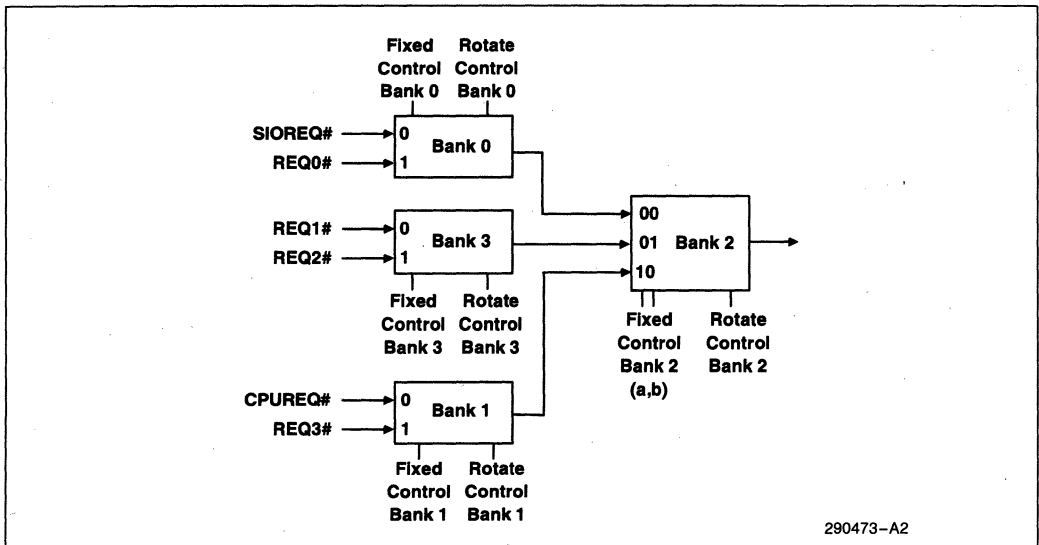 Fixed Control Bank 0
Rotate Control Bank 0
SIOREQ#
0
REQ0#
1
Bank 0
REQ1#
0
REQ2#
1
Bank 3
Fixed Control Bank 3
Rotate Control Bank 3
00
01
10
Bank 2
Fixed Control Bank 2 (a,b)
Rotate Control Bank 2
CPUREQ#
0
REQ3#
1
Bank 1
Fixed Control Bank 1
Rotate Control Bank 1
290473–A2